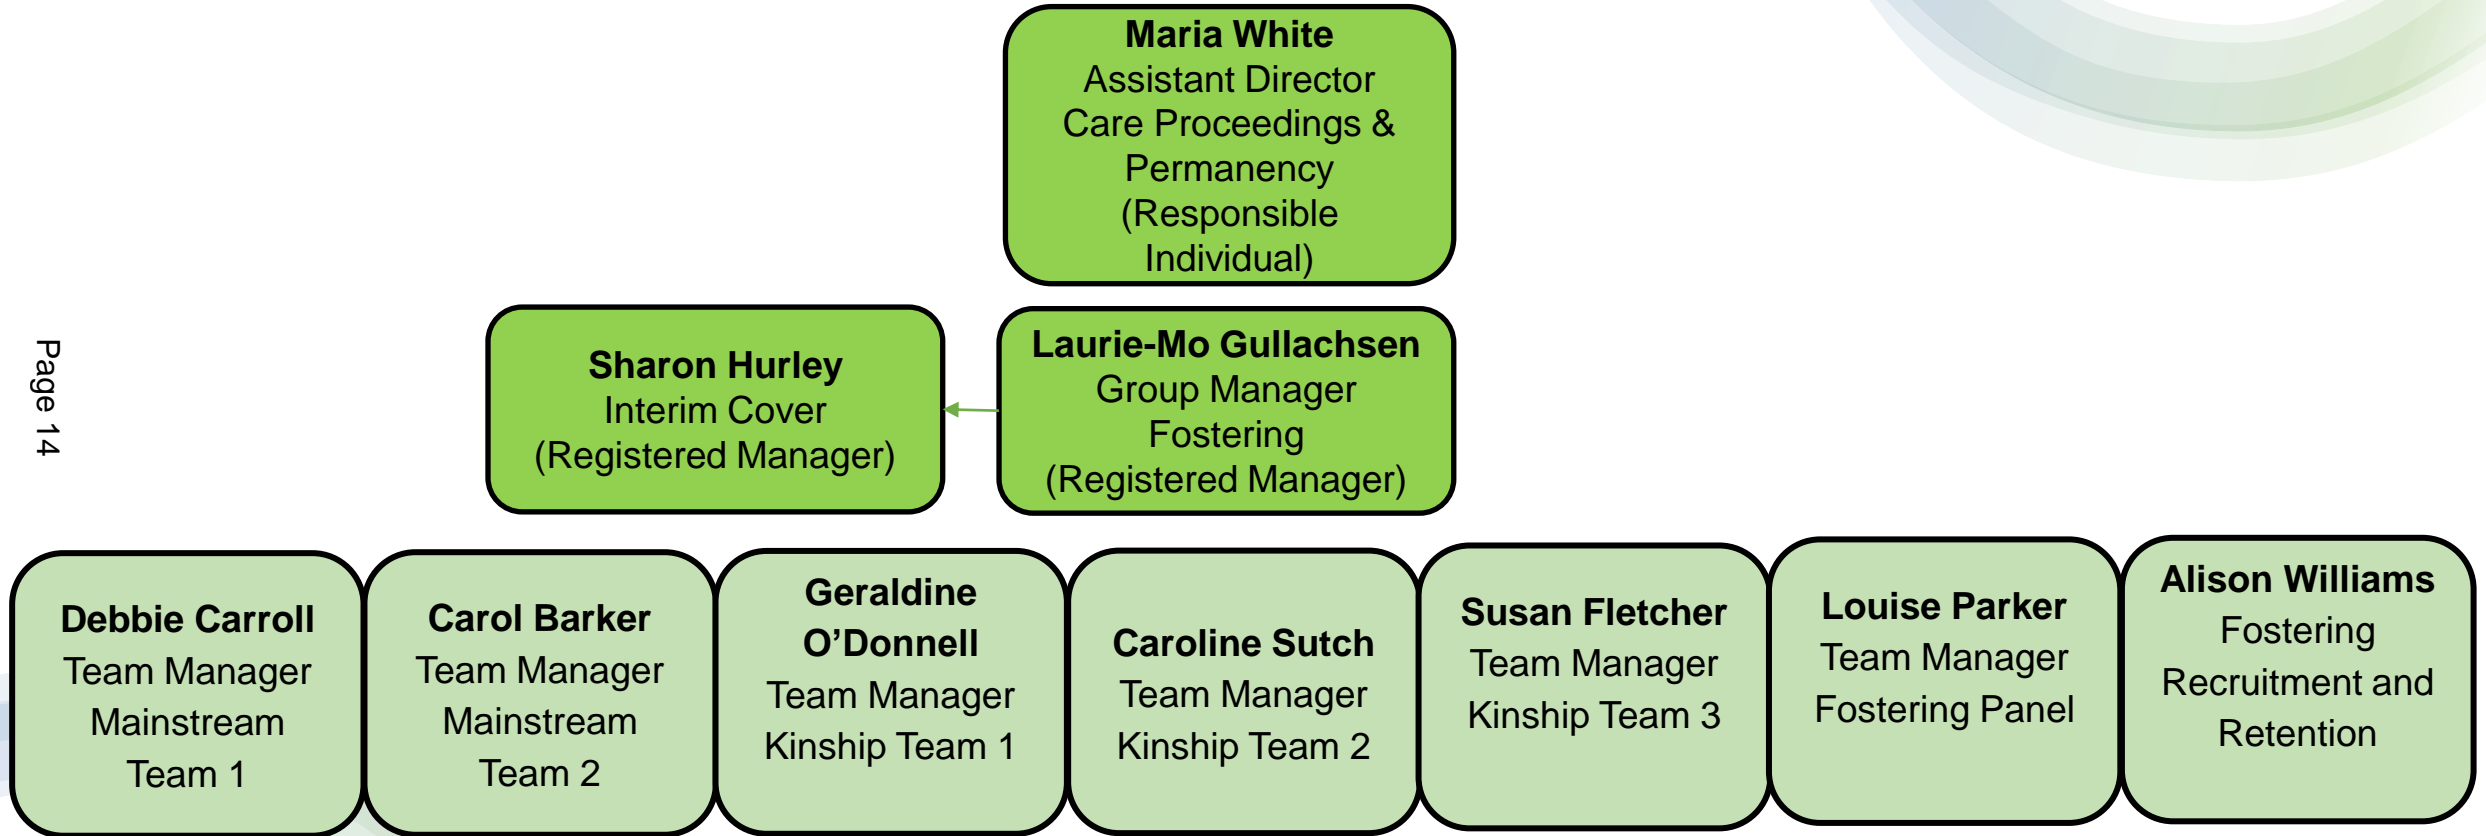 Maria White
Assistant Director
Care Proceedings &
Permanency
(Responsible
Individual)
Sharon Hurley
Interim Cover
(Registered Manager)
Laurie-Mo Gullachsen
Group Manager
Fostering
(Registered Manager)
Page 14
Debbie Carroll
Team Manager
Mainstream
Team 1
Carol Barker
Team Manager
Mainstream
Team 2
Geraldine
O’Donnell
Team Manager
Kinship Team 1
Caroline Sutch
Team Manager
Kinship Team 2
Susan Fletcher
Team Manager
Kinship Team 3
Louise Parker
Team Manager
Fostering Panel
Alison Williams
Fostering
Recruitment and
Retention